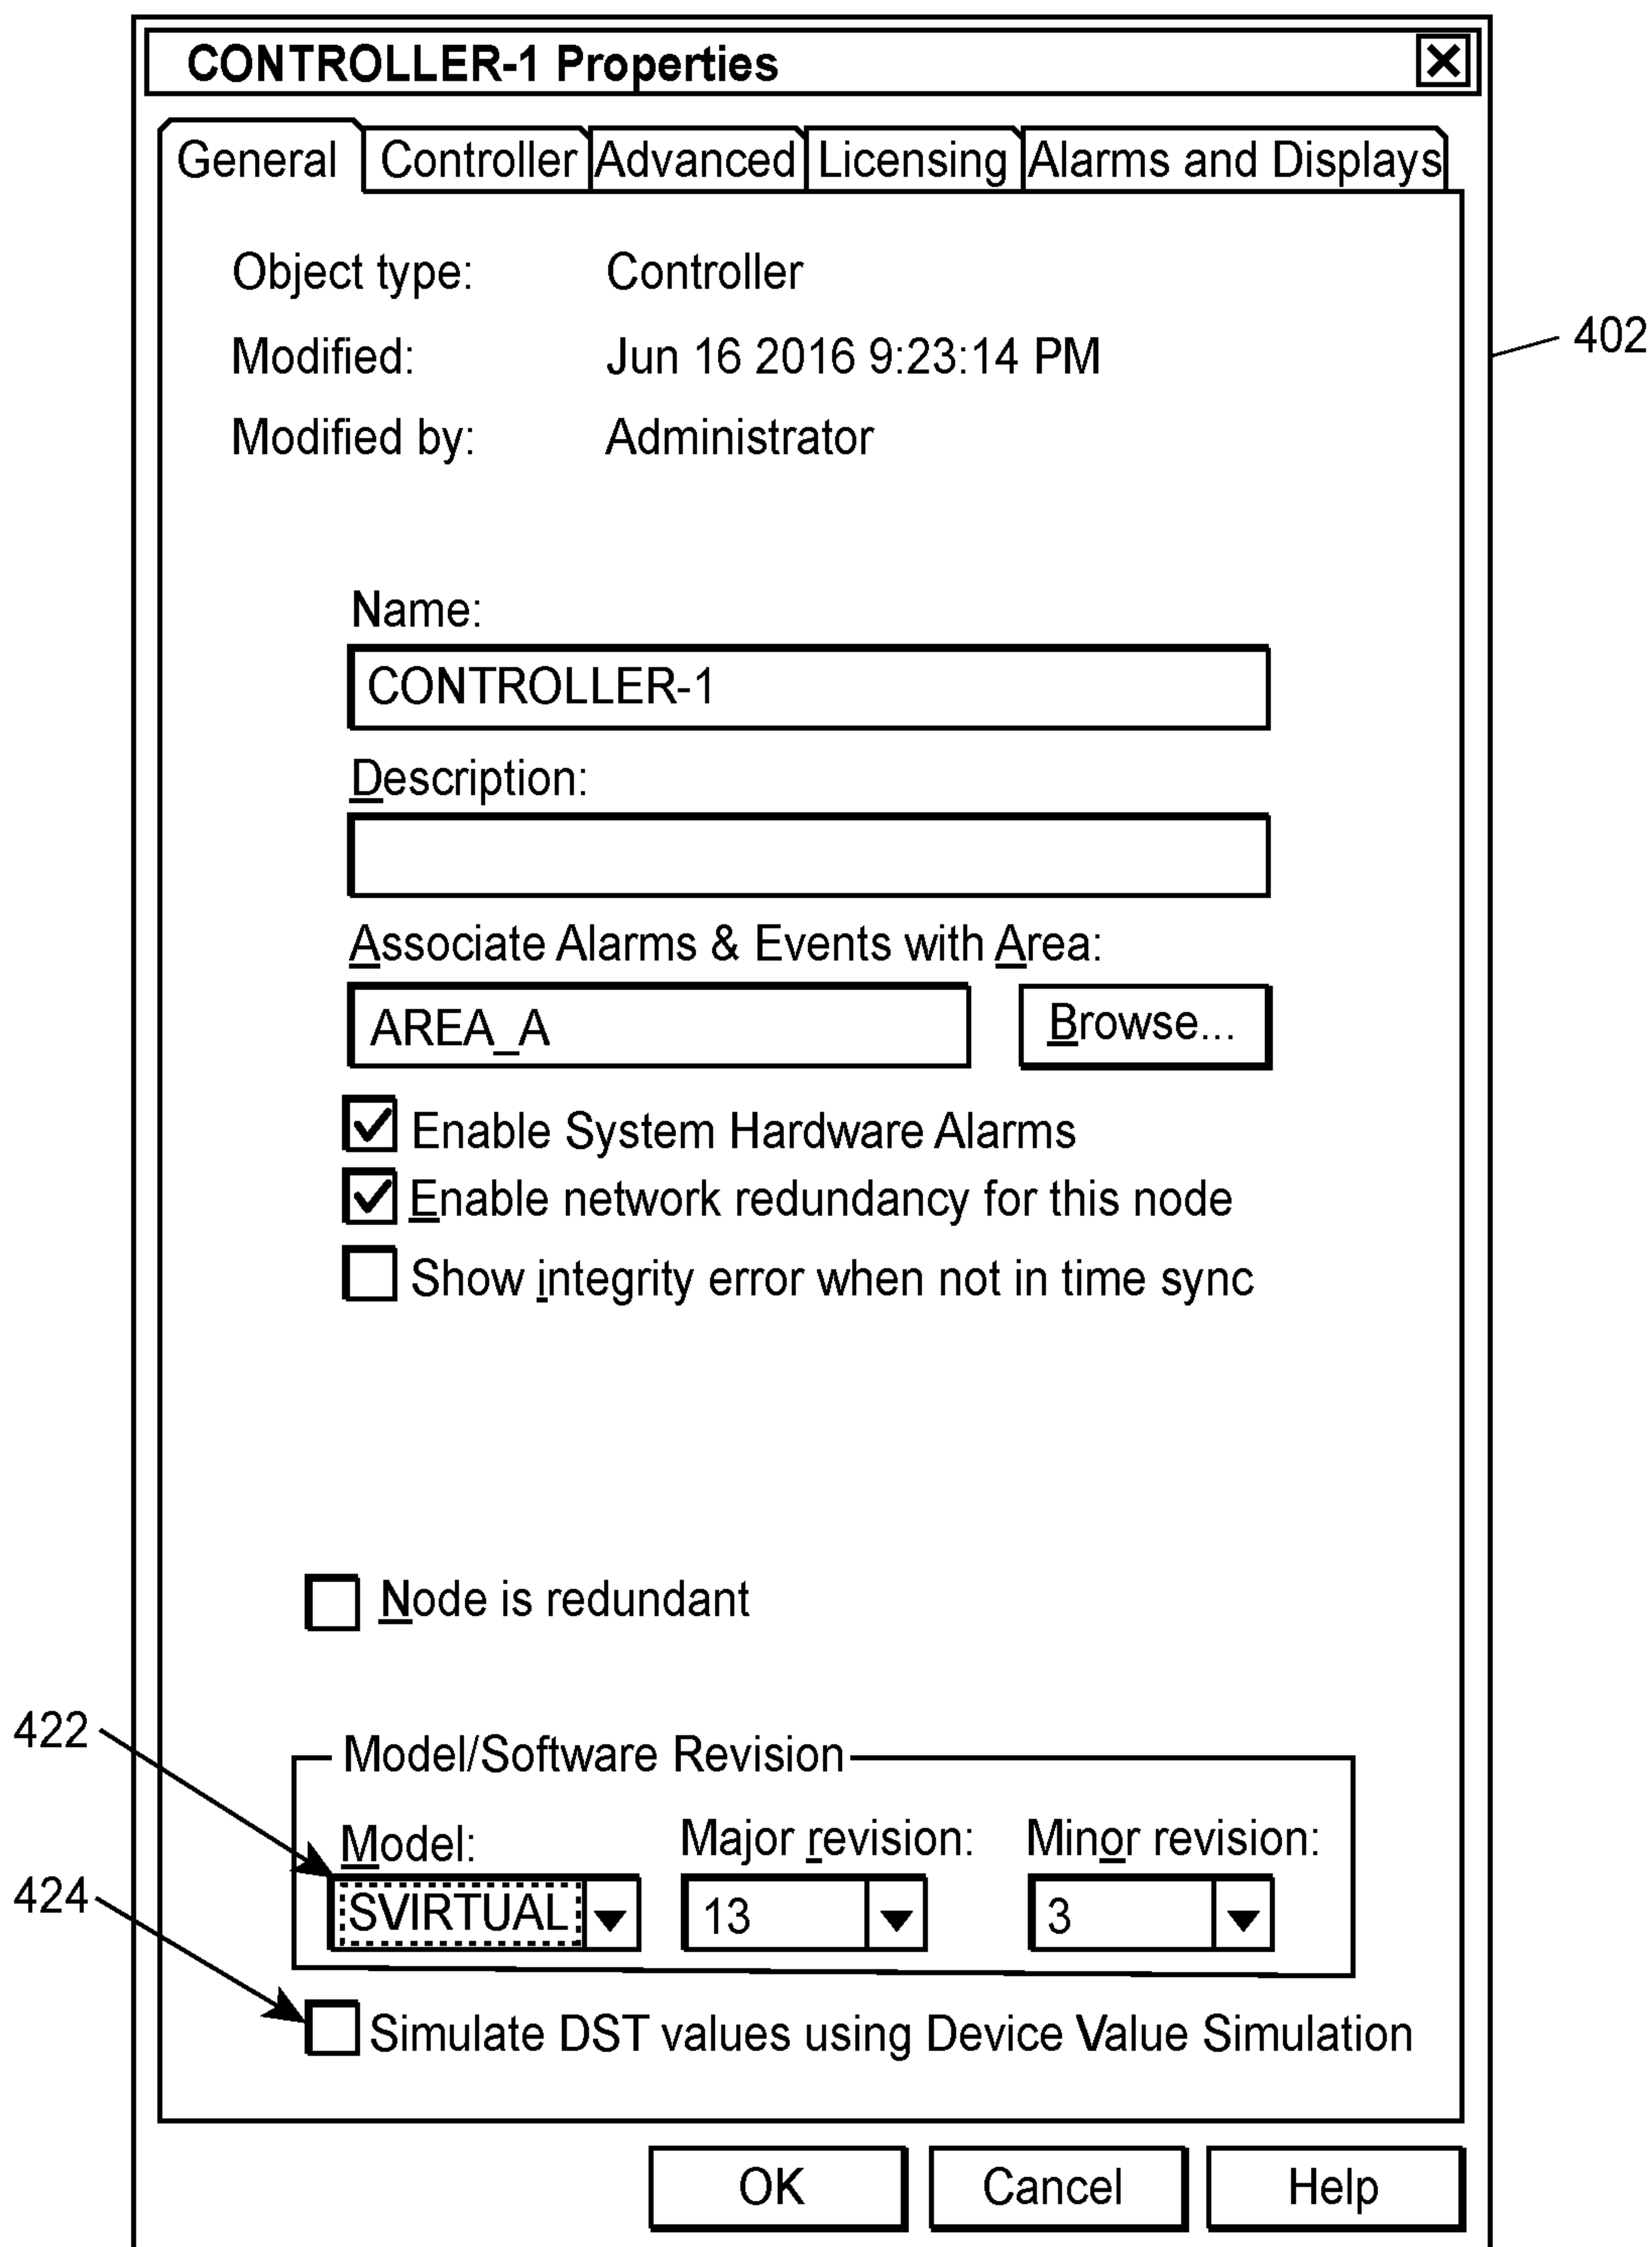 CONTROLLER-1 Properties
General Controller Advanced Licensing Alarms and Displays
Object type: Controller
402
Modified: Jun 16 2016 9:23:14 PM
Modified by: Administrator
Name:
CONTROLLER-1
Description:
Associate Alarms & Events with Area:
AREA_A Browse...
Enable System Hardware Alarms
Enable network redundancy for this node
Show integrity error when not in time sync
Node is redundant
422
Model/Software Revision
Model: Major revision: Minor revision:
424
SVIRTUAL 13 3
Simulate DST values using Device Value Simulation
OK Cancel Help